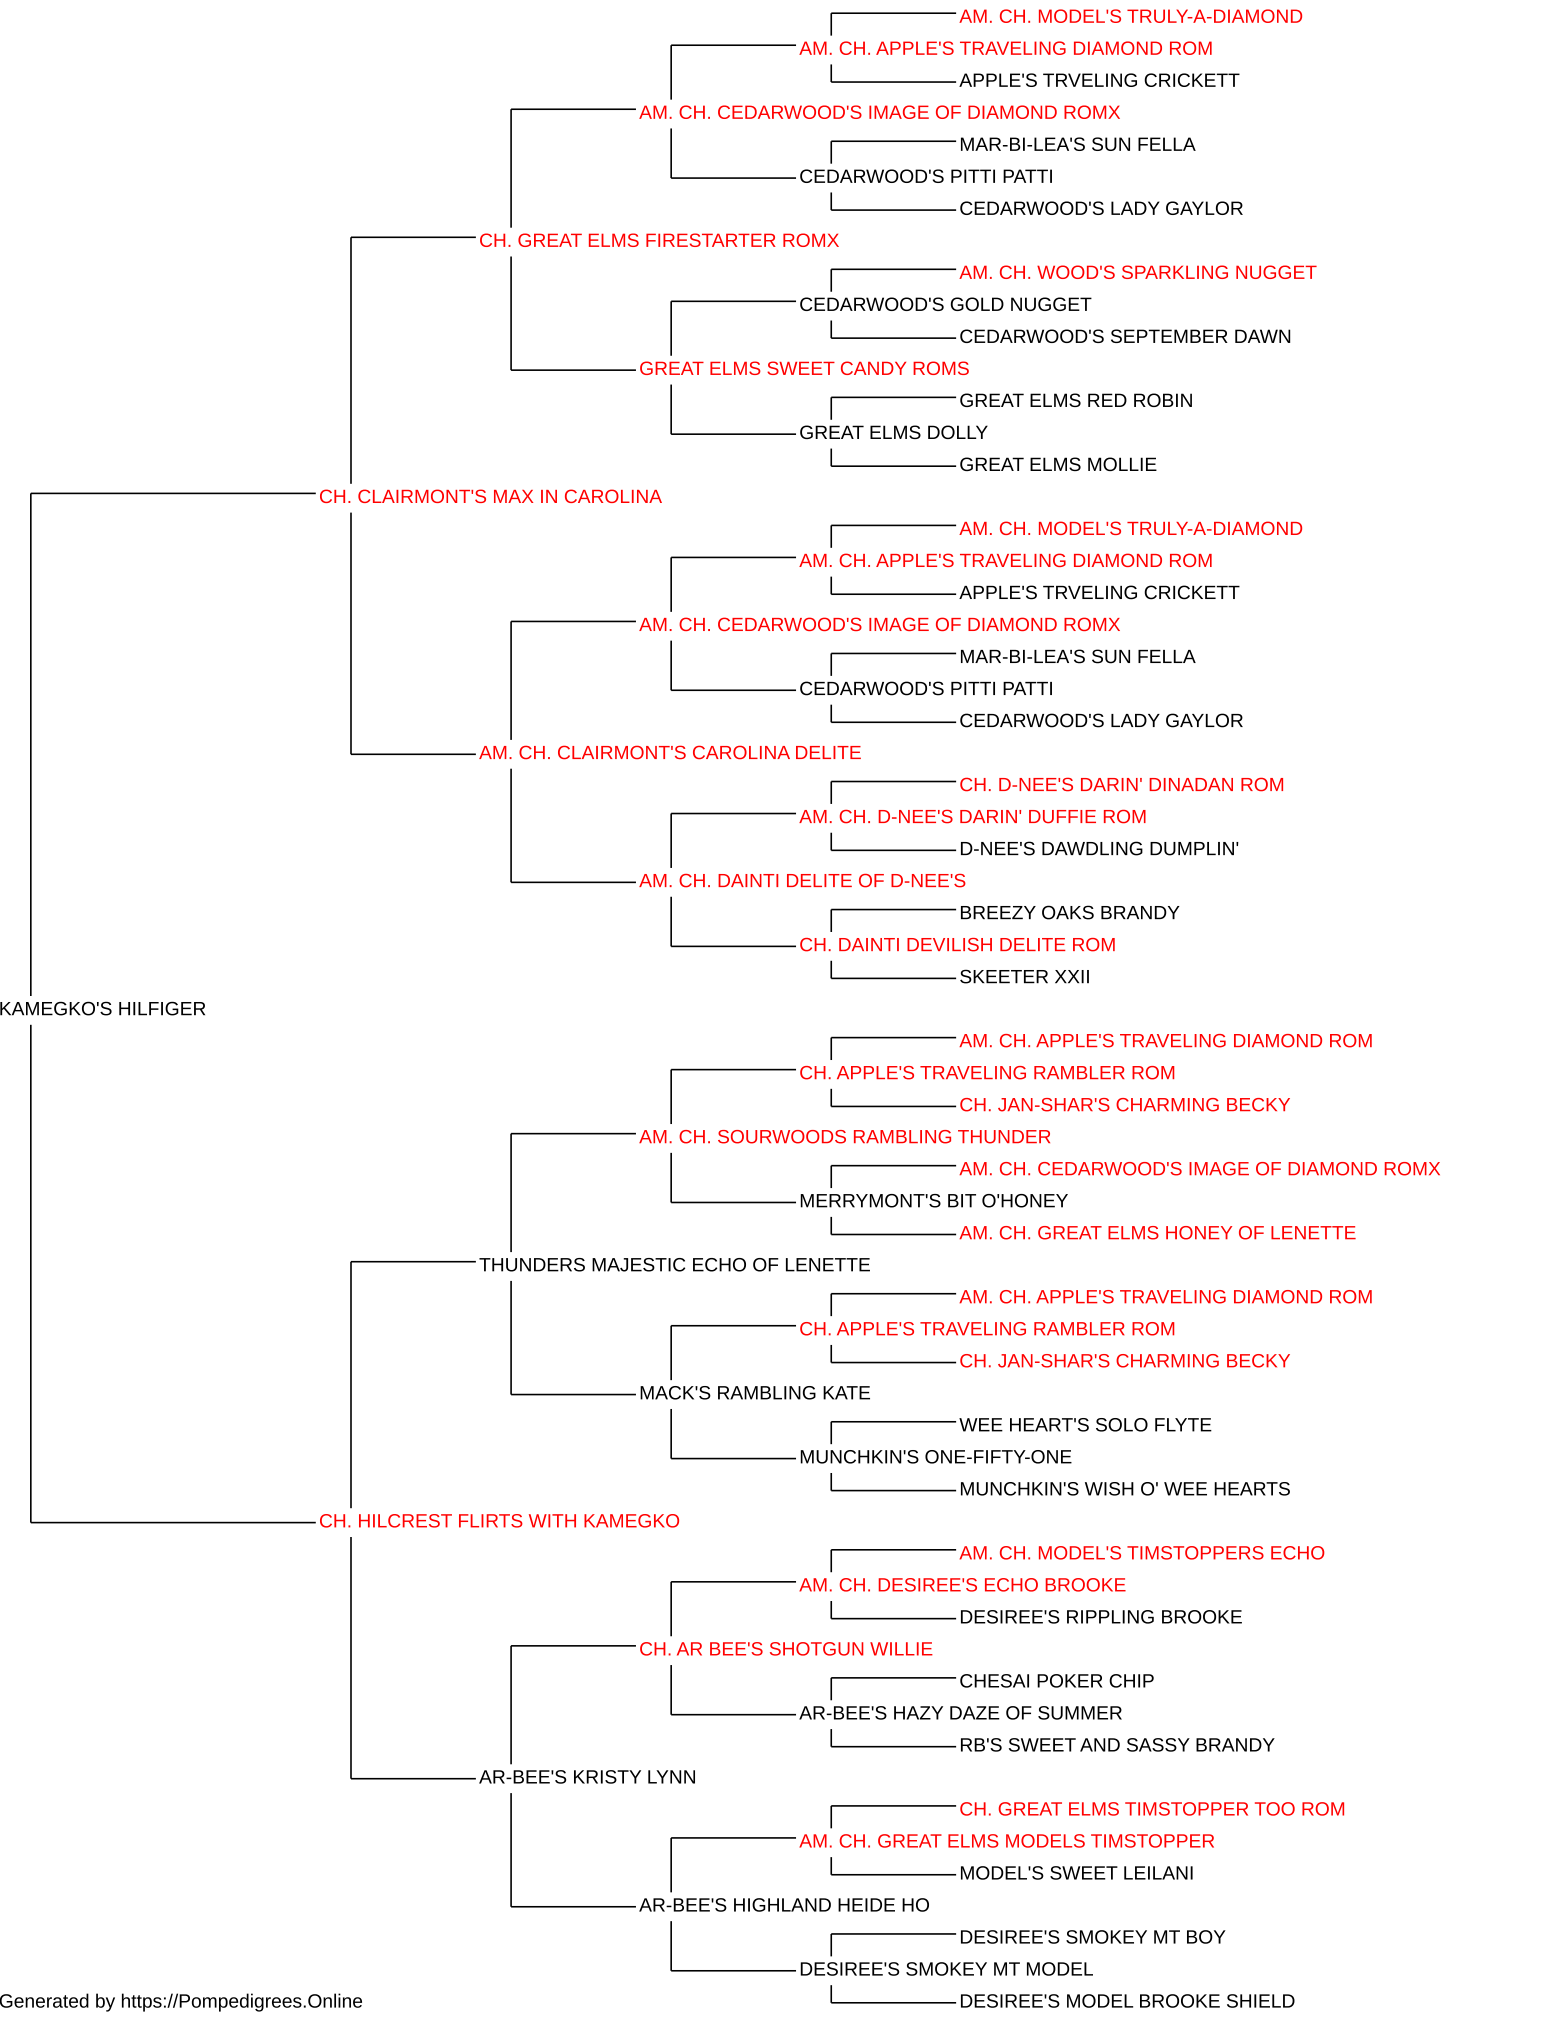 AM. CH. MODEL'S TRULY-A-DIAMOND
AM. CH. APPLE'S TRAVELING DIAMOND ROM
APPLE'S TRVELING CRICKETT
AM. CH. CEDARWOOD'S IMAGE OF DIAMOND ROMX
MAR-BI-LEA'S SUN FELLA
CEDARWOOD'S PITTI PATTI
CEDARWOOD'S LADY GAYLOR
CH. GREAT ELMS FIRESTARTER ROMX
AM. CH. WOOD'S SPARKLING NUGGET
CEDARWOOD'S GOLD NUGGET
CEDARWOOD'S SEPTEMBER DAWN
GREAT ELMS SWEET CANDY ROMS
GREAT ELMS RED ROBIN
GREAT ELMS DOLLY
GREAT ELMS MOLLIE
CH. CLAIRMONT'S MAX IN CAROLINA
AM. CH. MODEL'S TRULY-A-DIAMOND
AM. CH. APPLE'S TRAVELING DIAMOND ROM
APPLE'S TRVELING CRICKETT
AM. CH. CEDARWOOD'S IMAGE OF DIAMOND ROMX
MAR-BI-LEA'S SUN FELLA
CEDARWOOD'S PITTI PATTI
CEDARWOOD'S LADY GAYLOR
AM. CH. CLAIRMONT'S CAROLINA DELITE
CH. D-NEE'S DARIN' DINADAN ROM
AM. CH. D-NEE'S DARIN' DUFFIE ROM
D-NEE'S DAWDLING DUMPLIN'
AM. CH. DAINTI DELITE OF D-NEE'S
BREEZY OAKS BRANDY
CH. DAINTI DEVILISH DELITE ROM
SKEETER XXII
KAMEGKO'S HILFIGER
AM. CH. APPLE'S TRAVELING DIAMOND ROM
CH. APPLE'S TRAVELING RAMBLER ROM
CH. JAN-SHAR'S CHARMING BECKY
AM. CH. SOURWOODS RAMBLING THUNDER
AM. CH. CEDARWOOD'S IMAGE OF DIAMOND ROMX
MERRYMONT'S BIT O'HONEY
AM. CH. GREAT ELMS HONEY OF LENETTE
THUNDERS MAJESTIC ECHO OF LENETTE
AM. CH. APPLE'S TRAVELING DIAMOND ROM
CH. APPLE'S TRAVELING RAMBLER ROM
CH. JAN-SHAR'S CHARMING BECKY
MACK'S RAMBLING KATE
WEE HEART'S SOLO FLYTE
MUNCHKIN'S ONE-FIFTY-ONE
MUNCHKIN'S WISH O' WEE HEARTS
CH. HILCREST FLIRTS WITH KAMEGKO
AM. CH. MODEL'S TIMSTOPPERS ECHO
AM. CH. DESIREE'S ECHO BROOKE
DESIREE'S RIPPLING BROOKE
CH. AR BEE'S SHOTGUN WILLIE
CHESAI POKER CHIP
AR-BEE'S HAZY DAZE OF SUMMER
RB'S SWEET AND SASSY BRANDY
AR-BEE'S KRISTY LYNN
CH. GREAT ELMS TIMSTOPPER TOO ROM
AM. CH. GREAT ELMS MODELS TIMSTOPPER
MODEL'S SWEET LEILANI
AR-BEE'S HIGHLAND HEIDE HO
DESIREE'S SMOKEY MT BOY
DESIREE'S SMOKEY MT MODEL
DESIREE'S MODEL BROOKE SHIELD
Generated by https://Pompedigrees.Online